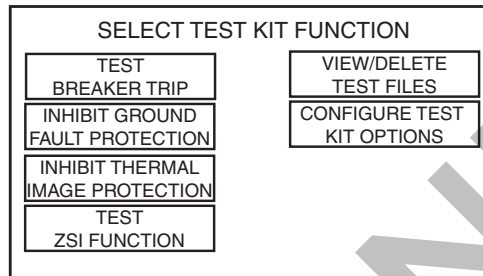 SELECT TEST KIT FUNCTION
TEST
BREAKER TRIP
INHIBIT GROUND
FAULT PROTECTION
INHIBIT THERMAL
IMAGE PROTECTION
TEST
ZSI FUNCTION
VIEW/DELETE
TEST FILES
CONFIGURE TEST
KIT OPTIONS